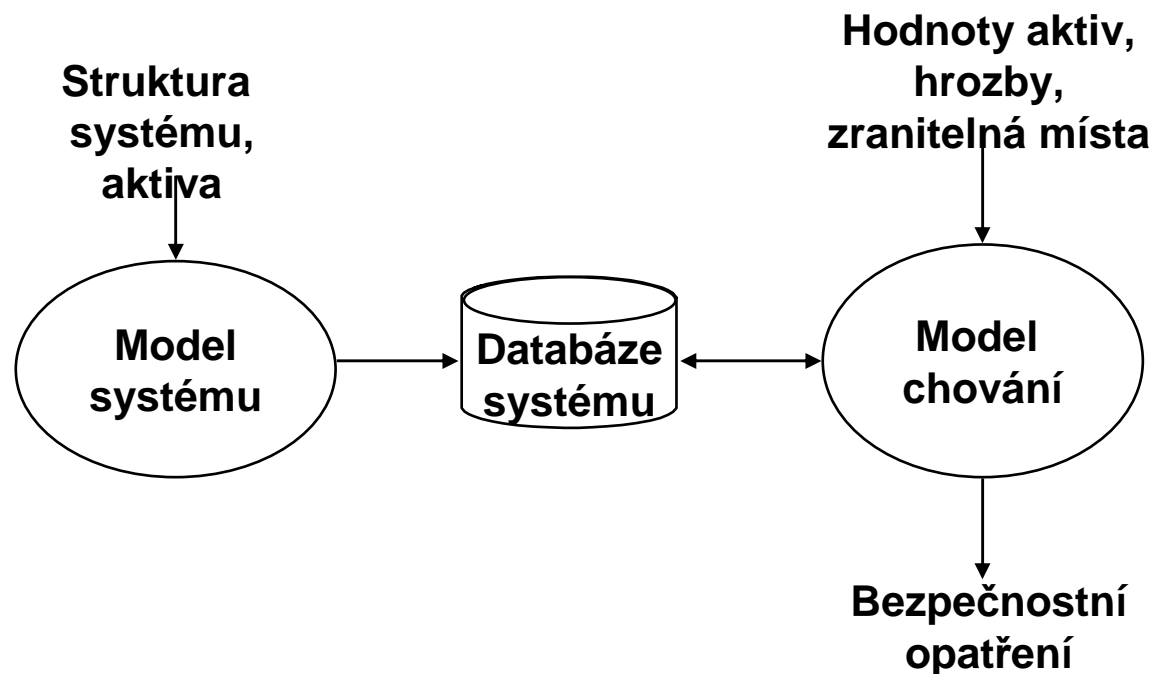 Struktura
systému,
aktiva
Hodnoty aktiv,
hrozby,
zranitelná místa
Model
systému
Databáze
systému
Model
chování
Bezpečnostní
opatření